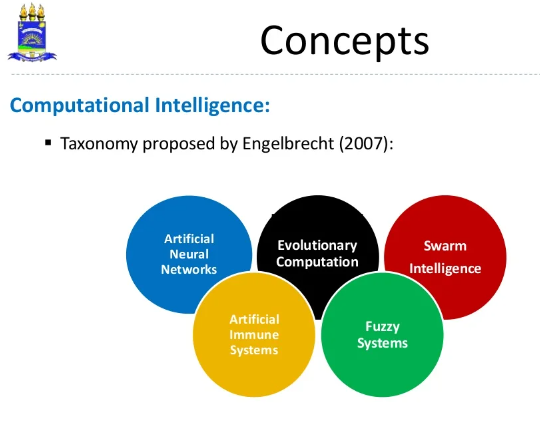 Concepts
Computational Intelligence:
▪ Taxonomy proposed by Engelbrecht (2007):
Artificial
Neural
Networks
Evolutionary
Computation
Swarm
Intelligence
Artificial
Immune
Systems
Fuzzy
Systems